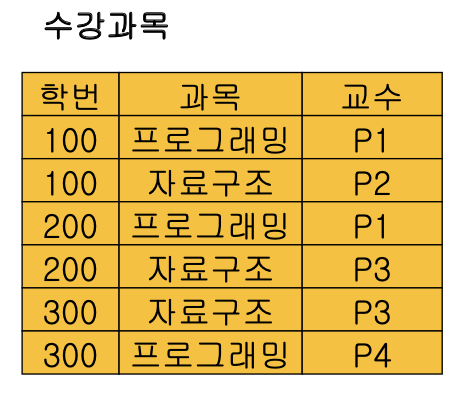 수강과목
학번 과목 교수
100 프로그래밍 P1
100 자료구조 P2
200 프로그래밍 P1
200 자료구조 P3
300 자료구조 P3
300 프로그래밍 P4